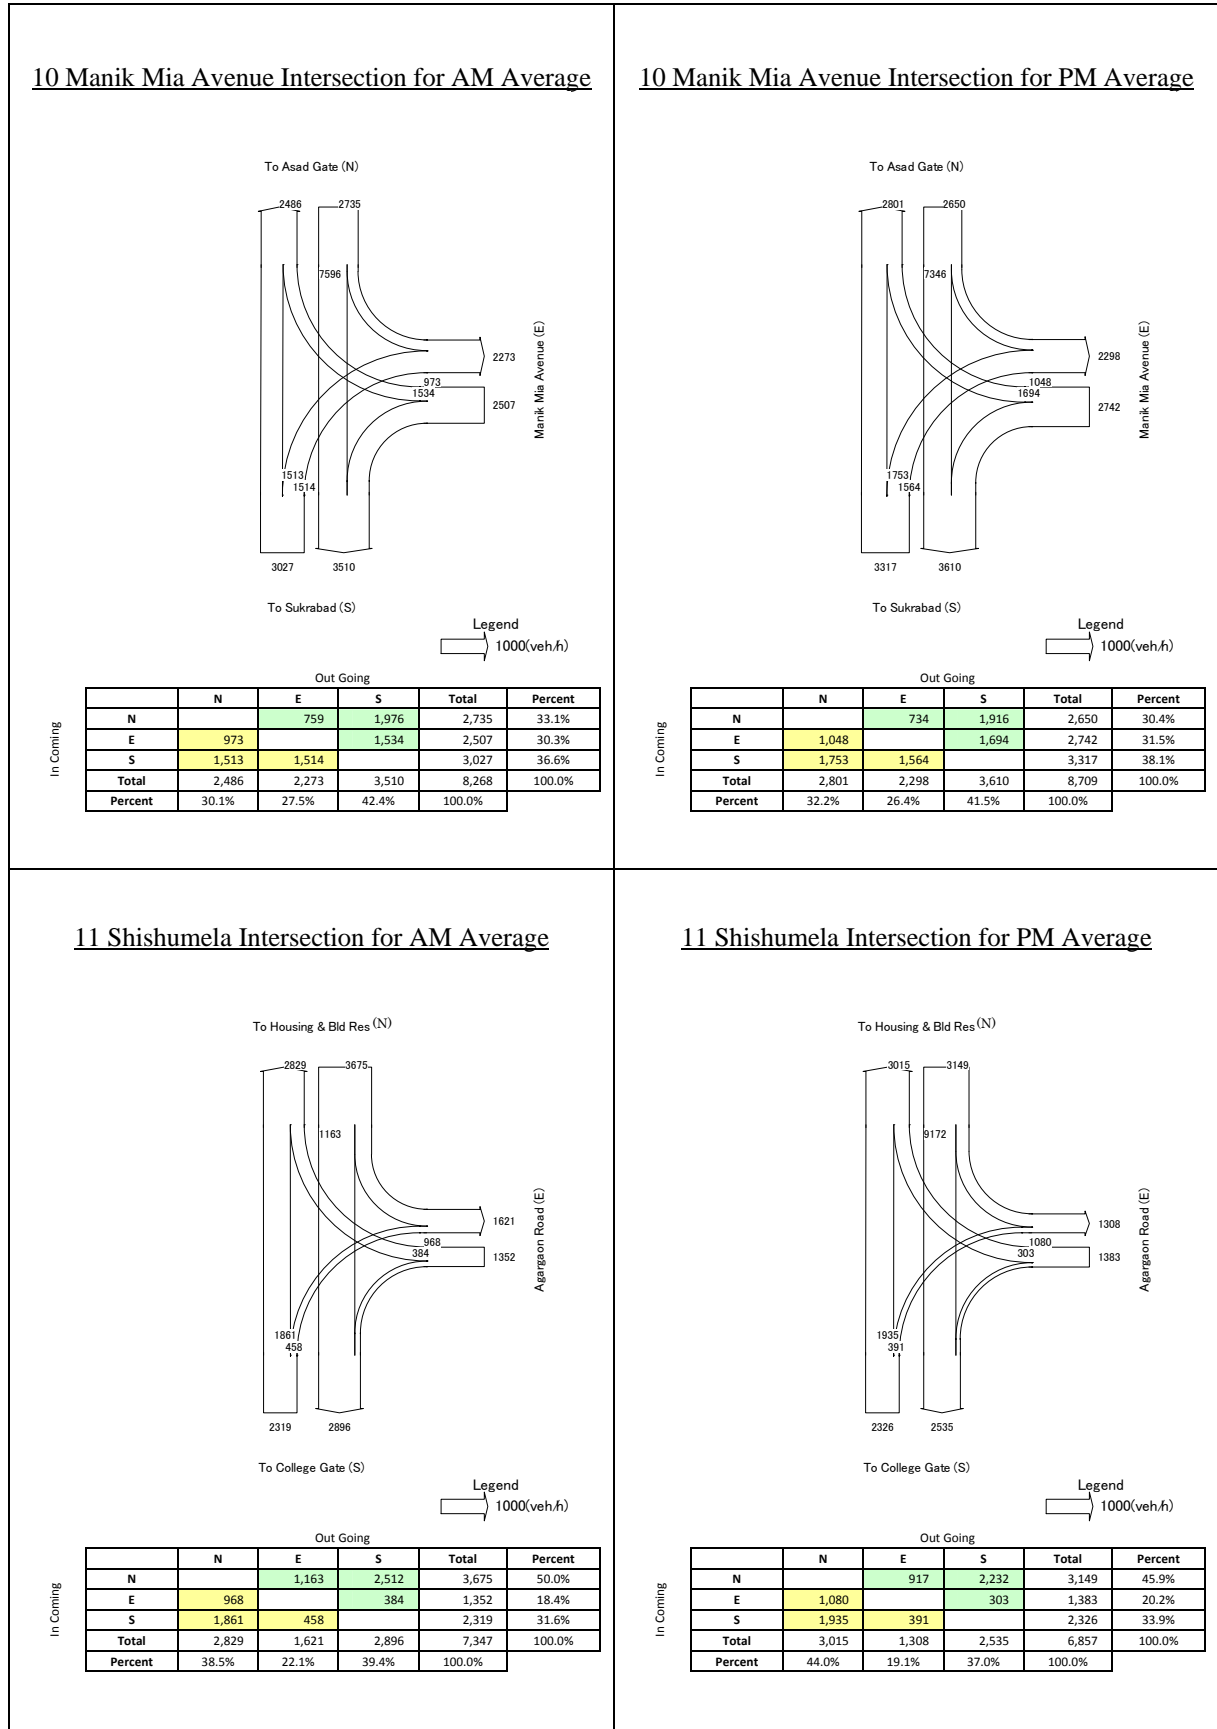 10 Manik Mia Avenue Intersection for AM Average
To Asad Gate (N)
2486 2735
7596
Manik Mia Avenue (E)
2273
973
1534
2507
1513
1514
3027 3510
To Sukrabad (S)
Legend
1000(veh/h)
Out Going
In Coming
N E S Total Percent
N 759 1,976 2,735 33.1%
E 973 1,534 2,507 30.3%
S 1,513 1,514 3,027 36.6%
Total 2,486 2,273 3,510 8,268 100.0%
Percent 30.1% 27.5% 42.4% 100.0%
10 Manik Mia Avenue Intersection for PM Average
To Asad Gate (N)
2801 2650
7346
Manik Mia Avenue (E)
2298
1048
1694
2742
1753
1564
3317 3610
To Sukrabad (S)
Legend
1000(veh/h)
Out Going
In Coming
N E S Total Percent
N 734 1,916 2,650 30.4%
E 1,048 1,694 2,742 31.5%
S 1,753 1,564 3,317 38.1%
Total 2,801 2,298 3,610 8,709 100.0%
Percent 32.2% 26.4% 41.5% 100.0%
11 Shishumela Intersection for AM Average
To Housing & Bld Res (N)
2829 3675
1163
Agargaon Road (E)
1621
968
384
1352
1861
458
2319 2896
To College Gate (S)
Legend
1000(veh/h)
Out Going
In Coming
N E S Total Percent
N 1,163 2,512 3,675 50.0%
E 968 384 1,352 18.4%
S 1,861 458 2,319 31.6%
Total 2,829 1,621 2,896 7,347 100.0%
Percent 38.5% 22.1% 39.4% 100.0%
11 Shishumela Intersection for PM Average
To Housing & Bld Res (N)
3015 3149
9172
Agargaon Road (E)
1308
1080
303
1383
1935
391
2326 2535
To College Gate (S)
Legend
1000(veh/h)
Out Going
In Coming
N E S Total Percent
N 917 2,232 3,149 45.9%
E 1,080 303 1,383 20.2%
S 1,935 391 2,326 33.9%
Total 3,015 1,308 2,535 6,857 100.0%
Percent 44.0% 19.1% 37.0% 100.0%